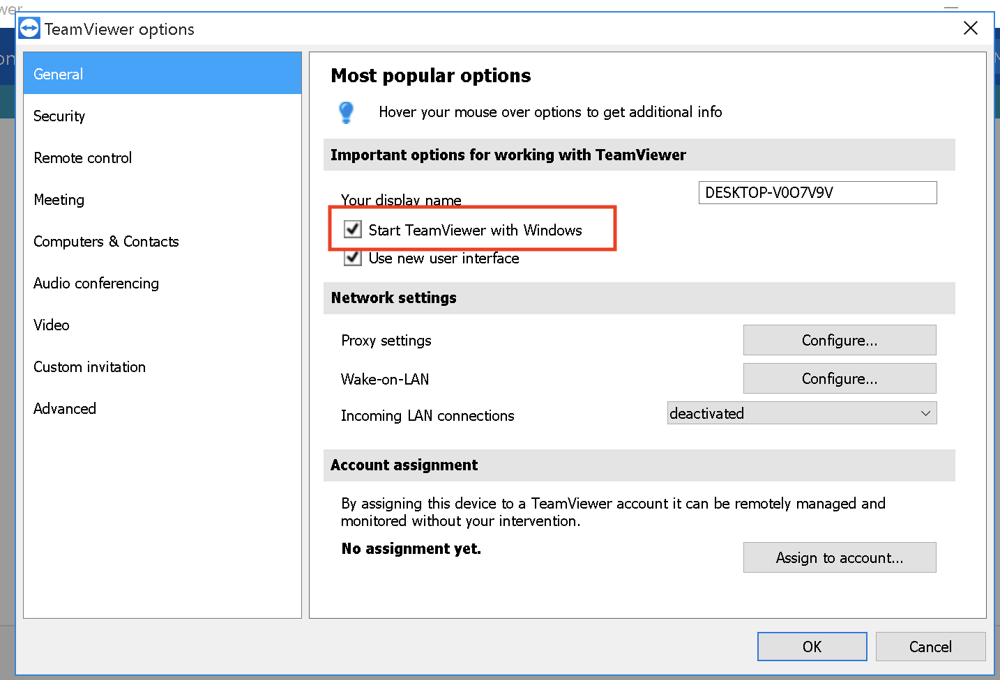 wer
TeamViewer options
on
General
Security
Remote control
Meeting
Computers & Contacts
Audio conferencing
Video
Custom invitation
Advanced
Most popular options
Hover your mouse over options to get additional info
Important options for working with TeamViewer
Your display name
DESKTOP-V0O7V9V
Start TeamViewer with Windows
Use new user interface
Network settings
Proxy settings
Configure...
Wake-on-LAN
Configure...
Incoming LAN connections
deactivated
Account assignment
By assigning this device to a TeamViewer account it can be remotely managed and
monitored without your intervention.
No assignment yet.
Assign to account...
OK
Cancel